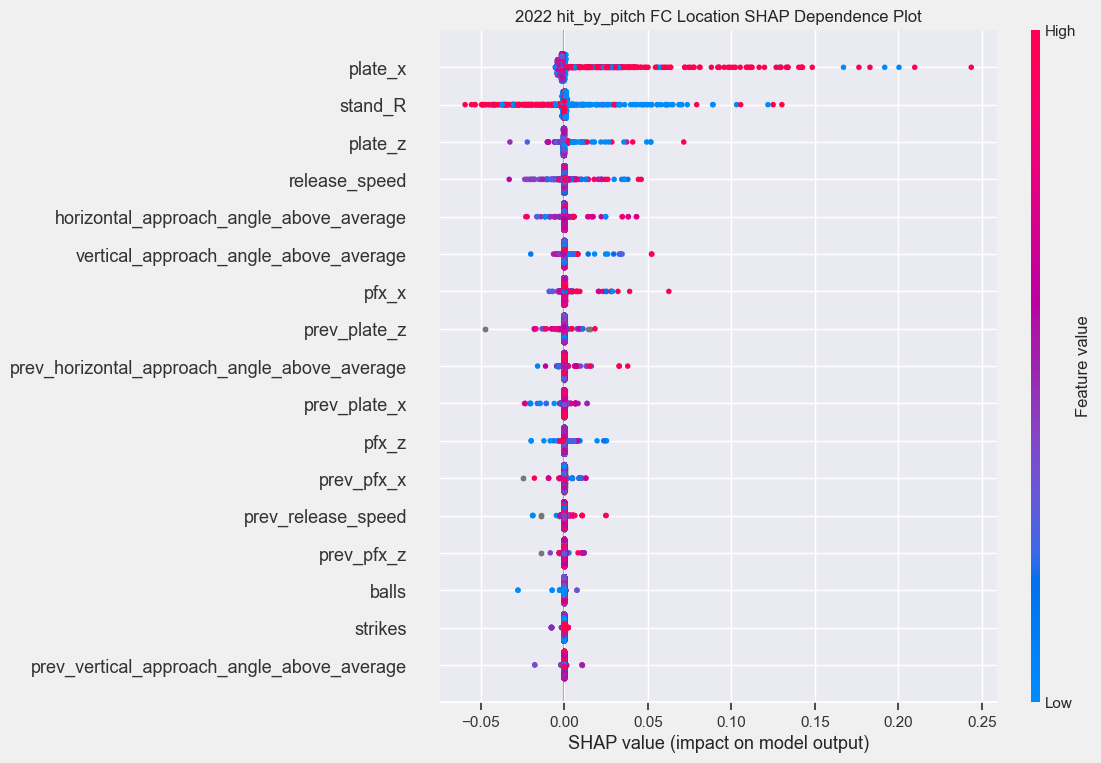 2022 hit_by_pitch FC Location SHAP Dependence Plot
High
plate_x
stand_R
plate_z
release_speed
horizontal_approach_angle_above_average
vertical_approach_angle_above_average
pfx_x
prev_plate_z
prev_horizontal_approach_angle_above_average
prev_plate_x
pfx_z
prev_pfx_x
prev_release_speed
prev_pfx_z
balls
strikes
prev_vertical_approach_angle_above_average
Feature value
Low
−0.05 0.00 0.05 0.10 0.15 0.20 0.25
SHAP value (impact on model output)